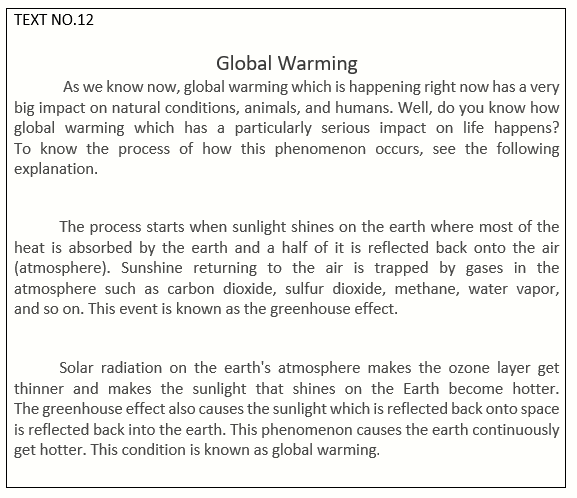 TEXT NO.12
Global Warming
As we know now, global warming which is happening right now has a very
big impact on natural conditions, animals, and humans. Well, do you know how
global warming which has a particularly serious impact on life happens?
To know the process of how this phenomenon occurs, see the following
explanation.
The process starts when sunlight shines on the earth where most of the
heat is absorbed by the earth and a half of it is reflected back onto the air
(atmosphere). Sunshine returning to the air is trapped by gases in the
atmosphere such as carbon dioxide, sulfur dioxide, methane, water vapor,
and so on. This event is known as the greenhouse effect.
Solar radiation on the earth's atmosphere makes the ozone layer get
thinner and makes the sunlight that shines on the Earth become hotter.
The greenhouse effect also causes the sunlight which is reflected back onto space
is reflected back into the earth. This phenomenon causes the earth continuously
get hotter. This condition is known as global warming.